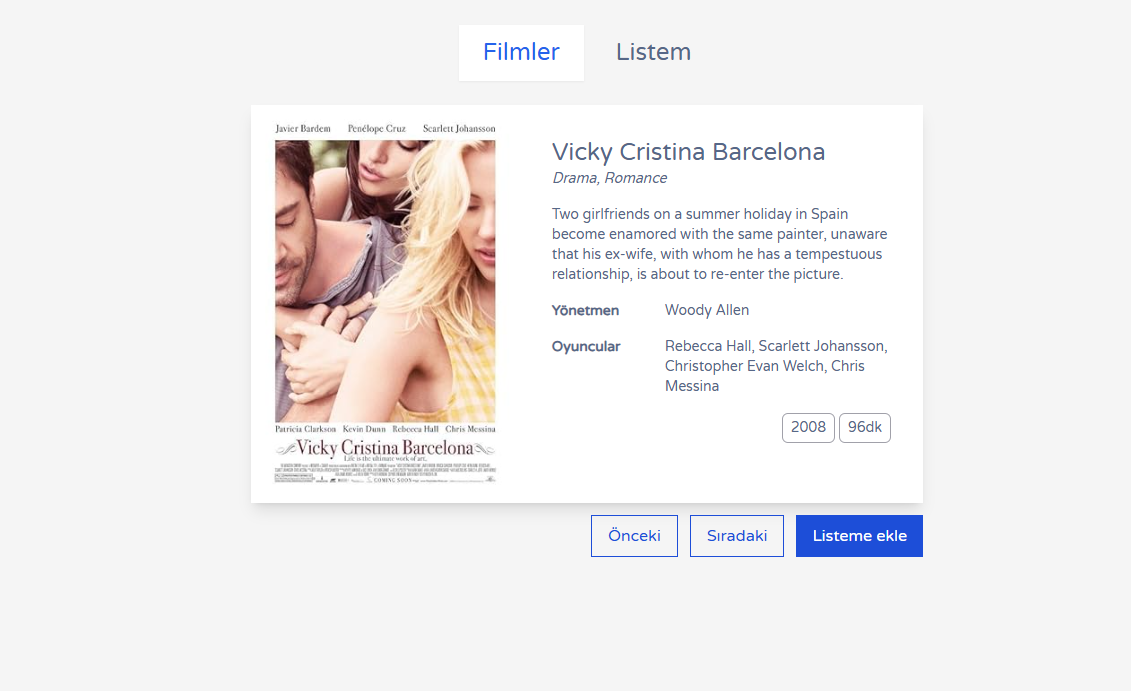 Filmler Listem
Javier Bardem Penélope Cruz Scarlett Johansson
Patricia Clarkson Kevin Dunn Rebecca Hall Chris Messina
Vicky Cristina Barcelona
Life is the ultimate work of art.
COMING SOON
Vicky Cristina Barcelona
Drama, Romance
Two girlfriends on a summer holiday in Spain
become enamored with the same painter, unaware
that his ex-wife, with whom he has a tempestuous
relationship, is about to re-enter the picture.
Yönetmen Woody Allen
Oyuncular Rebecca Hall, Scarlett Johansson,
Christopher Evan Welch, Chris
Messina
2008 96dk
Önceki Sıradaki Listeme ekle